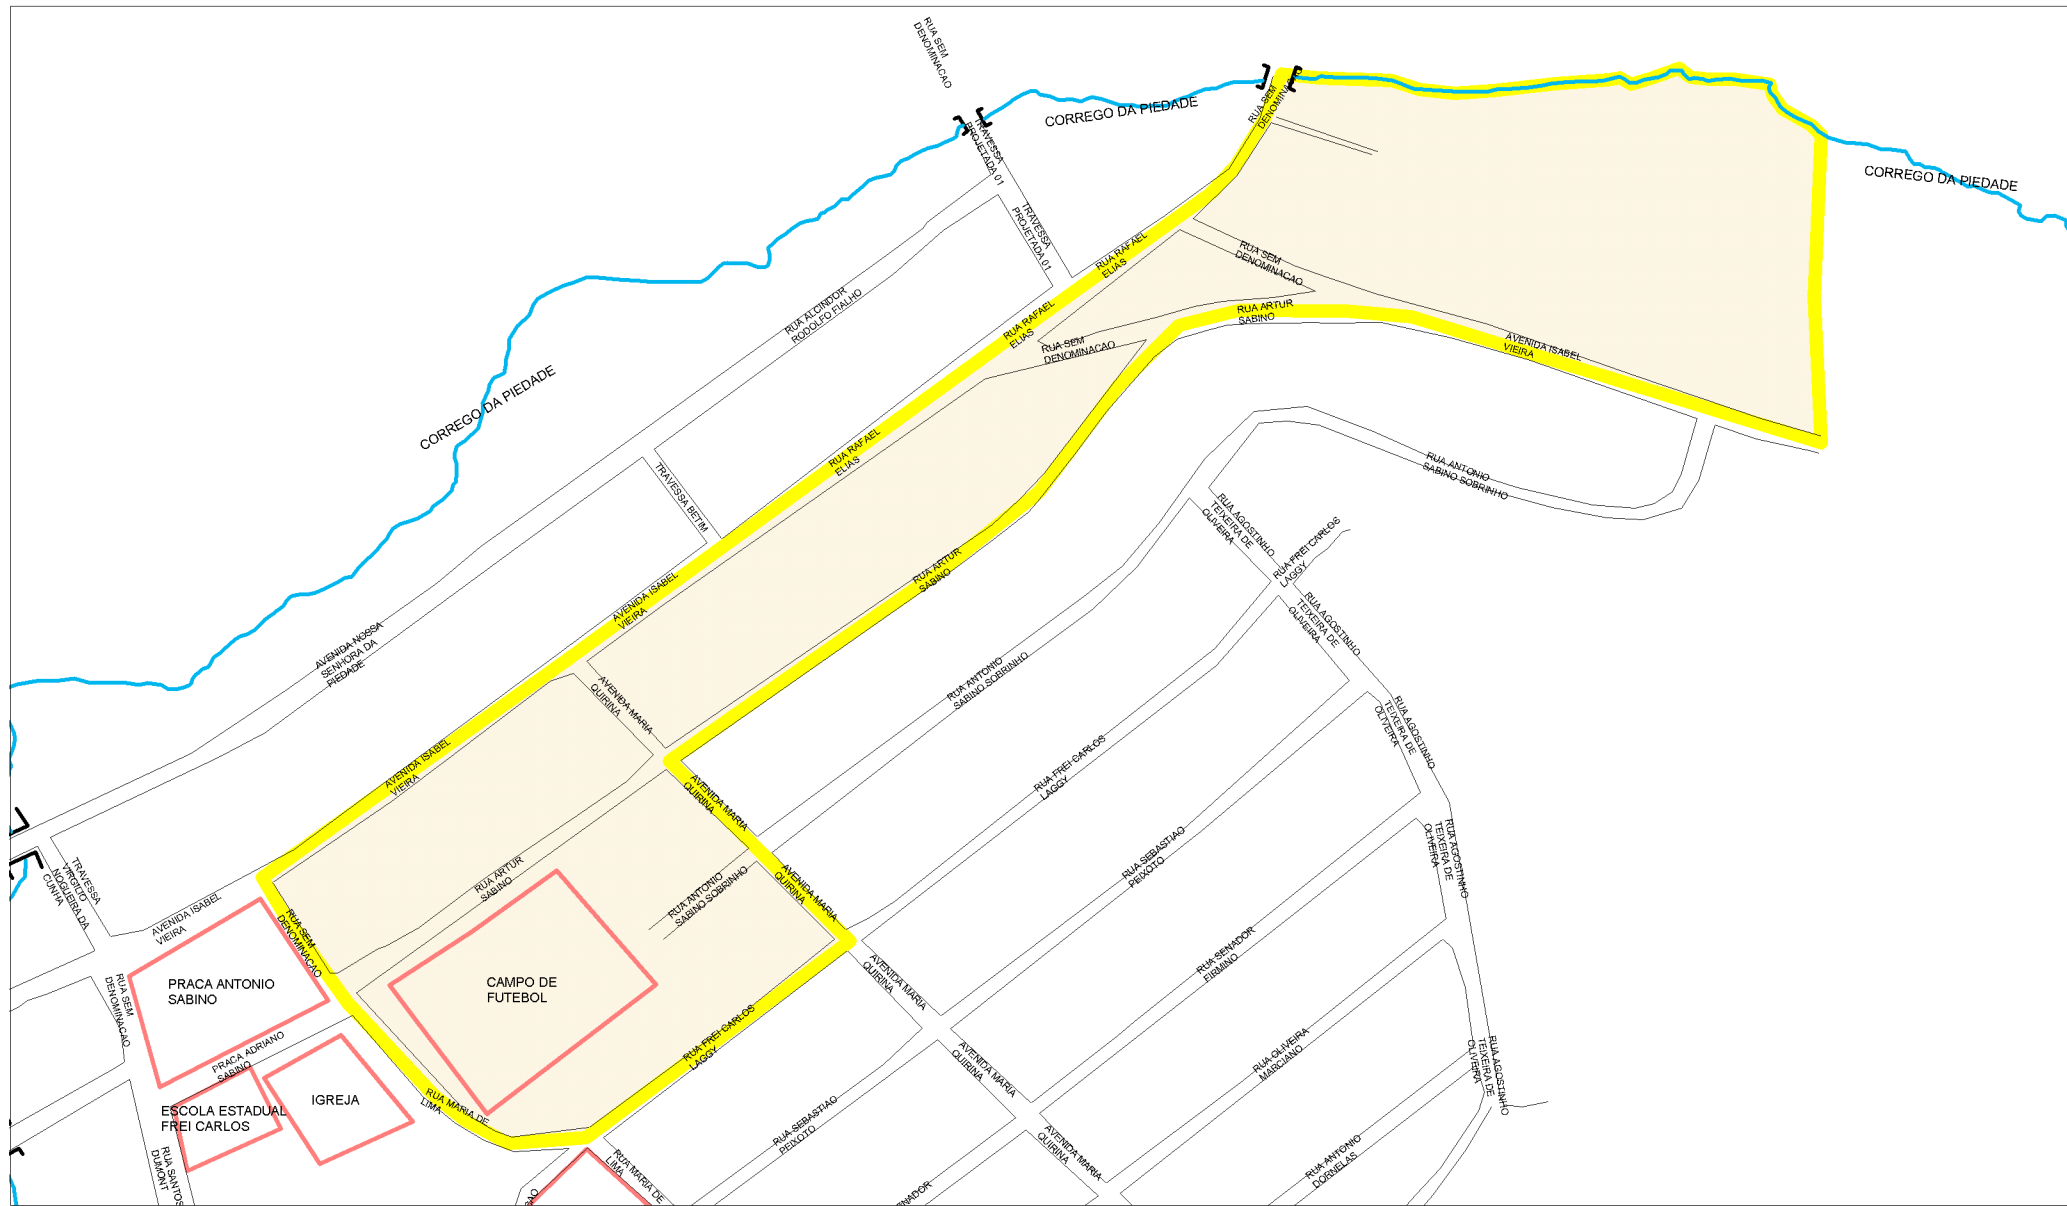 RUA SEM
DENOMINACAO
CORREGO DA PIEDADE
RUA SEM
DENOMINACAO
TRAVESSA
PROJETADA 01
CORREGO DA PIEDADE
TRAVESSA
PROJETADA 01
RUA RAFAEL
ELIAS
RUA SEM
DENOMINACAO
RUA ALCINDOR
RODOLFO FIALHO
RUA RAFAEL
ELIAS
RUA ARTUR
SABINO
RUA SEM
DENOMINACAO
AVENIDA ISABEL
VIEIRA
CORREGO DA PIEDADE
RUA RAFAEL
ELIAS
TRAVESSA BETIM
RUA ANTONIO
SABINO SOBRINHO
RUA AGOSTINHO
TEIXEIRA DE
OLIVEIRA
RUA FREI CARLOS
LAGGY
RUA ARTUR
SABINO
AVENIDA ISABEL
VIEIRA
RUA AGOSTINHO
TEIXEIRA DE
OLIVEIRA
AVENIDA NOSSA
SENHORA DA
PIEDADE
RUA ANTONIO
SABINO SOBRINHO
AVENIDA MARIA
QUIRINA
RUA AGOSTINHO
TEIXEIRA DE
OLIVEIRA
AVENIDA ISABEL
VIEIRA
RUA FREI CARLOS
LAGGY
AVENIDA MARIA
QUIRINA
RUA SEBASTIAO
PEIXOTO
RUA AGOSTINHO
TEIXEIRA DE
OLIVEIRA
TRAVESSA
VIRGILIO
NOGUEIRA DA
CUNHA
RUA ARTUR
SABINO
RUA ANTONIO
SABINO SOBRINHO
AVENIDA MARIA
QUIRINA
AVENIDA ISABEL
VIEIRA
RUA SEM
DENOMINACAO
RUA SENADOR
FIRMINO
PRACA ANTONIO
SABINO
CAMPO DE
FUTEBOL
AVENIDA MARIA
QUIRINA
RUA SEM
DENOMINACAO
RUA FREI CARLOS
LAGGY
PRACA ADRIANO
SABINO
RUA OLIVEIRA
MARCIANO
AVENIDA MARIA
QUIRINA
RUA AGOSTINHO
TEIXEIRA DE
OLIVEIRA
IGREJA
RUA MARIA DE
LIMA
ESCOLA ESTADUAL
FREI CARLOS
RUA SEBASTIAO
PEIXOTO
AVENIDA MARIA
QUIRINA
RUA ANTONIO
DORNELAS
RUA SANTOS
DUMONT
RUA MARIA DE
LIMA
ENADOR